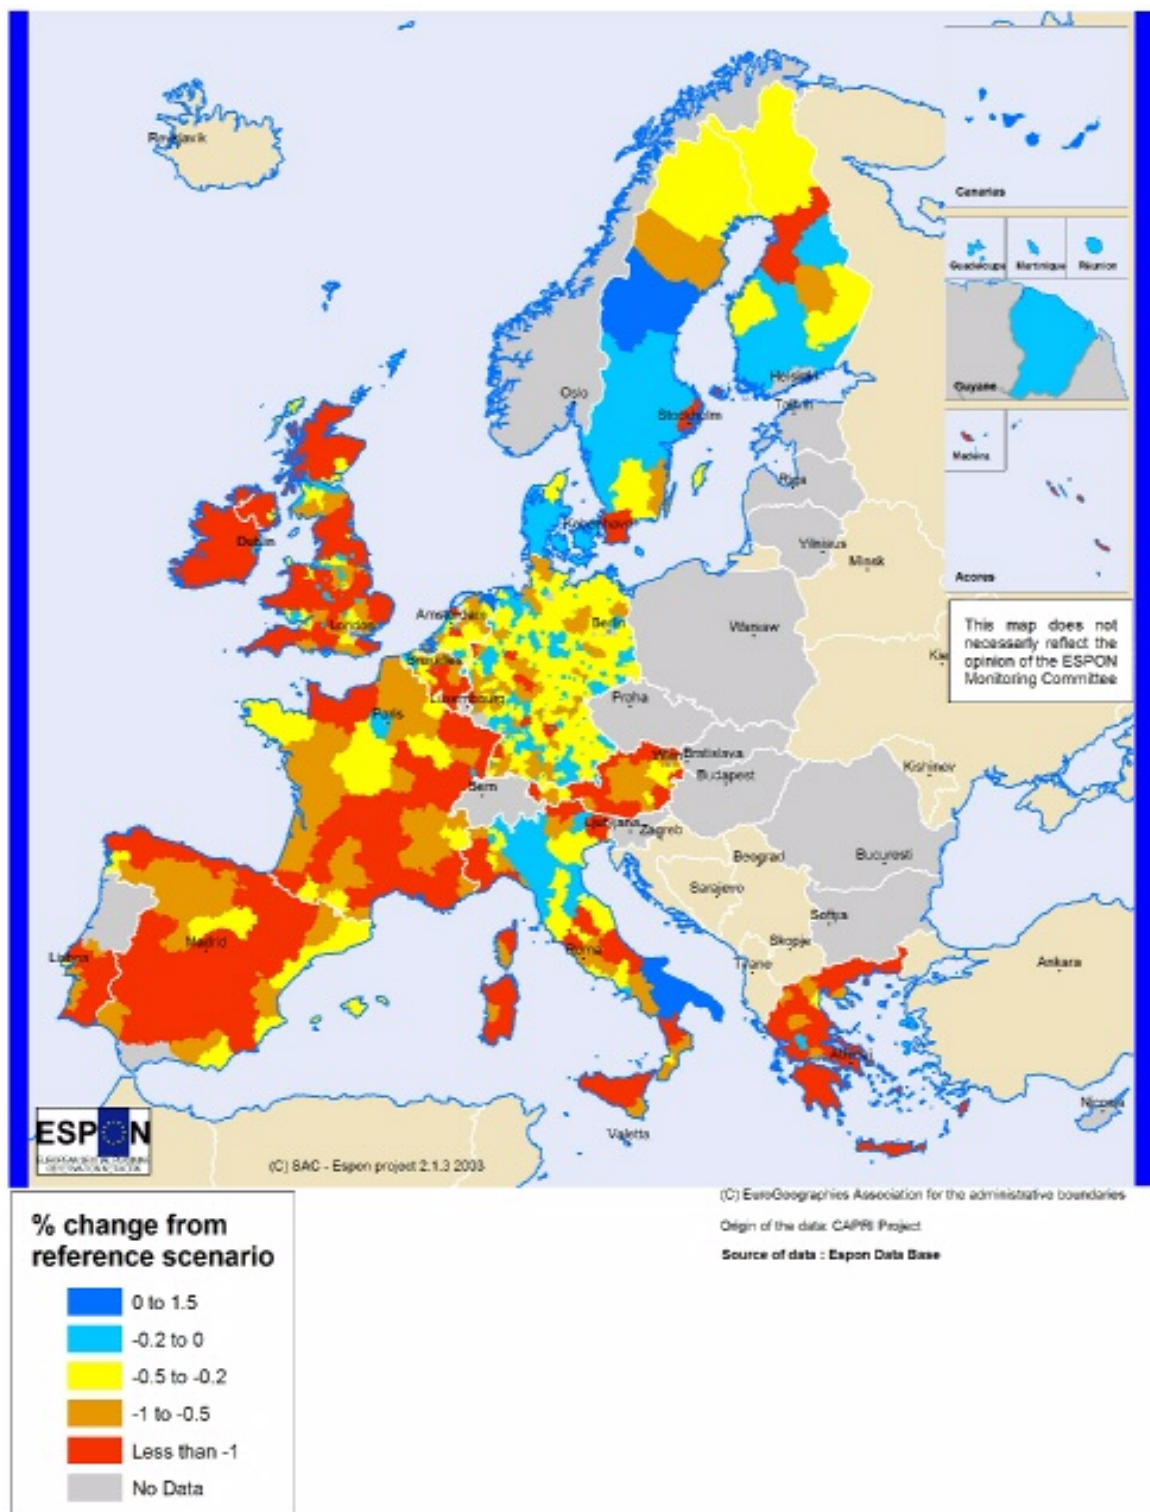 Reykjavik
Canarias
Guadeloupe
Martinique
Réunion
Guyane
Helsinki
Oslo
Tallinn
Stockholm
Madeira
Riga
Dublin
Vilnius
Minsk
Acores
Amsterdam
London
Berlin
Warsaw
This map does not
necessarily reflect the
opinion of the ESPON
Monitoring Committee
Bruxelles
Luxembourg
Praha
Paris
Wien
Bratislava
Kishinev
Budapest
Bern
Ljubljana
Zagreb
Beograd
Bucuresti
Sarajevo
Sofiya
Madrid
Lisboa
Roma
Skopje
Tirane
Ankara
Athinai
Nicosia
Valetta
ESPON
(C) SAC - Espon project 2.1.3 2003
(C) EuroGeographics Association for the administrative boundaries
Origin of the data: CAPRI Project
Source of data : Espon Data Base
% change from
reference scenario
0 to 1.5
-0.2 to 0
-0.5 to -0.2
-1 to -0.5
Less than -1
No Data